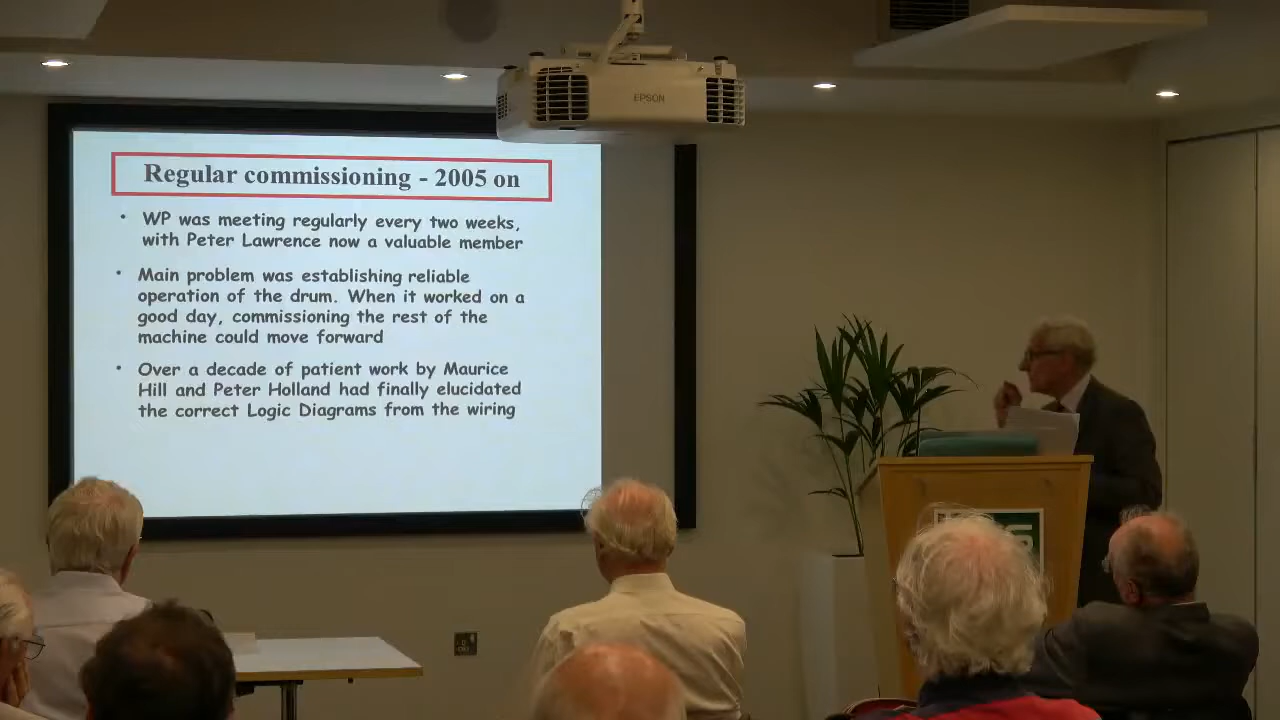 EPSON
Regular commissioning - 2005 on
• WP was meeting regularly every two weeks,
with Peter Lawrence now a valuable member
• Main problem was establishing reliable
operation of the drum. When it worked on a
good day, commissioning the rest of the
machine could move forward
• Over a decade of patient work by Maurice
Hill and Peter Holland had finally elucidated
the correct Logic Diagrams from the wiring